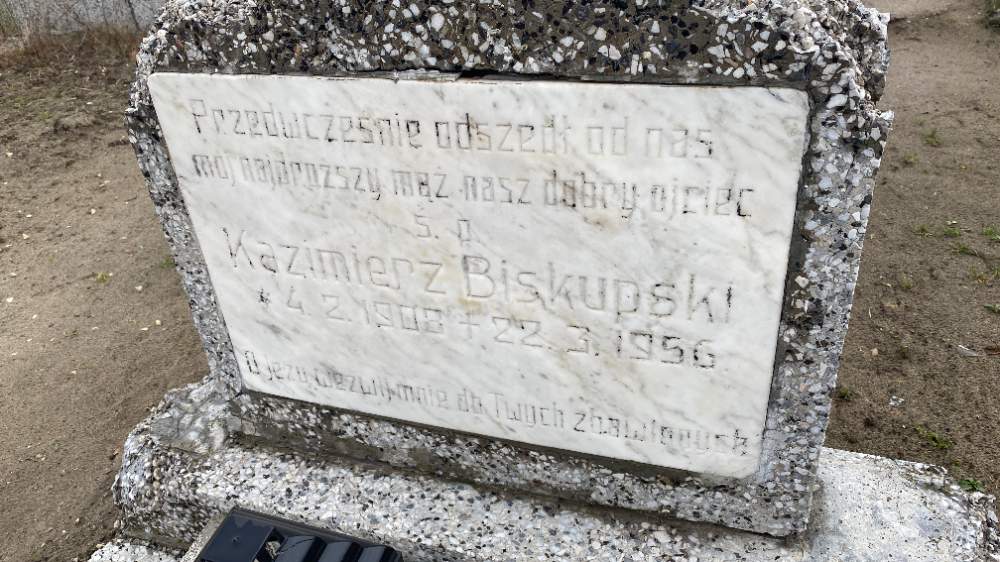 Przedwcześnie odszedł od nas
mój najdroższy mąż nasz dobry ojciec
Ś. p
Kazimierz Biskupski
* 4. 2. 1908 + 22. 3. 1956
O jezu wezwij mnie do Twych zbawionych